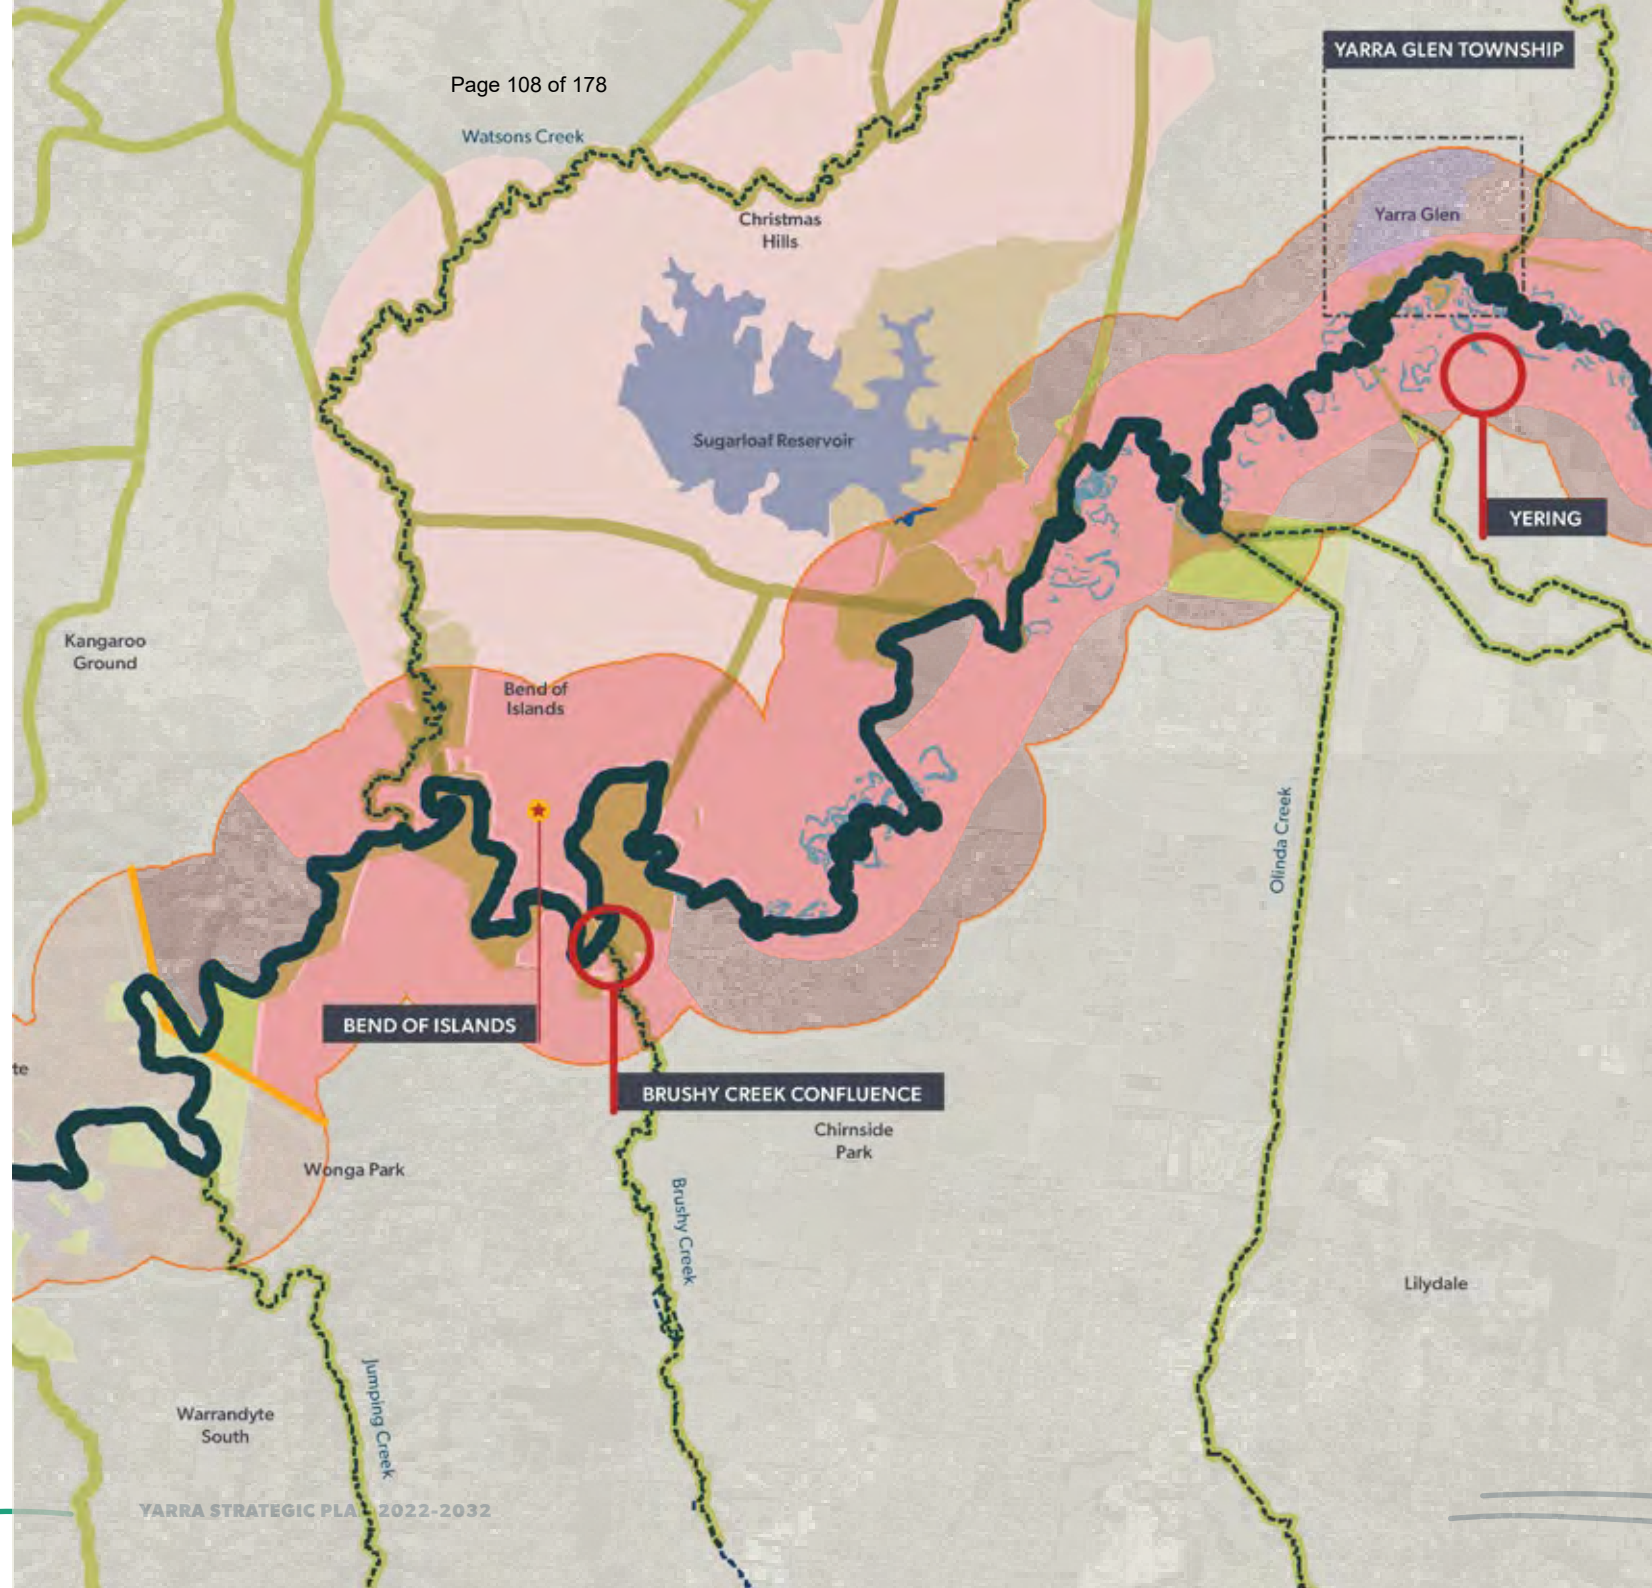 YARRA GLEN TOWNSHIP
Page 108 of 178
Watsons Creek
Yarra Glen
Christmas
Hills
Sugarloaf Reservoir
YERING
Kangaroo
Ground
Bend of
Islands
Olinda Creek
BEND OF ISLANDS
te
BRUSHY CREEK CONFLUENCE
Chirnside
Park
Wonga Park
Brushy Creek
Lilydale
Jumping Creek
Warrandyte
South
YARRA STRATEGIC PLA 2022-2032